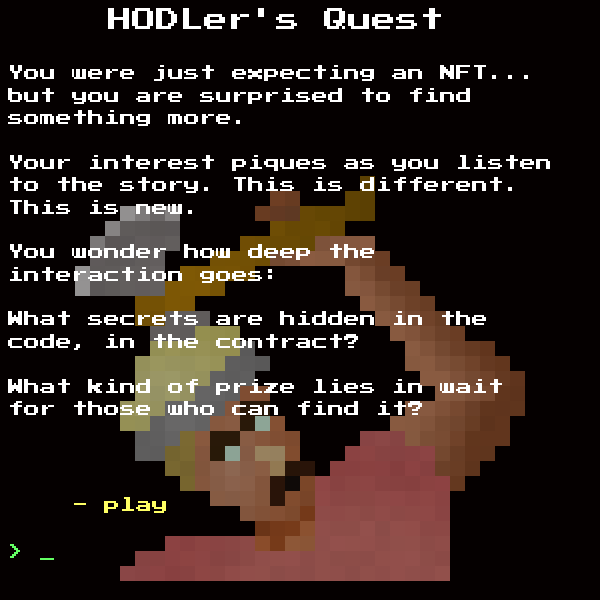 HODLer's Quest
You were just expecting an NFT...
but you are surprised to find
something more.
Your interest piques as you listen
to the story. This is different.
This is new.
You wonder how deep the
interaction goes:
What secrets are hidden in the
code, in the contract?
What kind of prize lies in wait
for those who can find it?
- play
> _